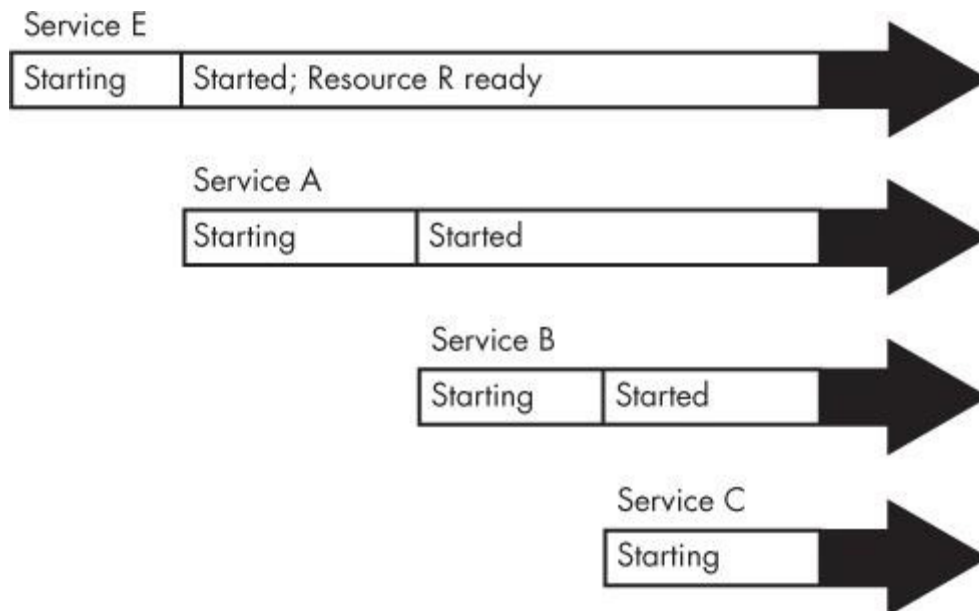 Service E
Starting
Started; Resource R ready
Service A
Starting
Started
Service B
Starting
Started
Service C
Starting